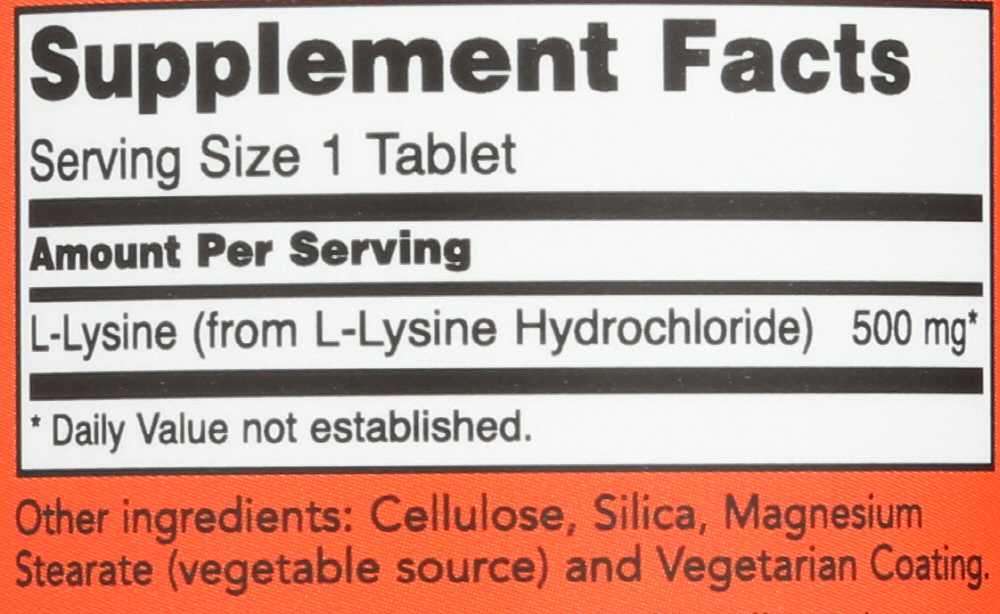 Supplement Facts
Serving Size 1 Tablet
Amount Per Serving
L-Lysine (from L-Lysine Hydrochloride) 500 mg*
* Daily Value not established.
Other ingredients: Cellulose, Silica, Magnesium
Stearate (vegetable source) and Vegetarian Coating.